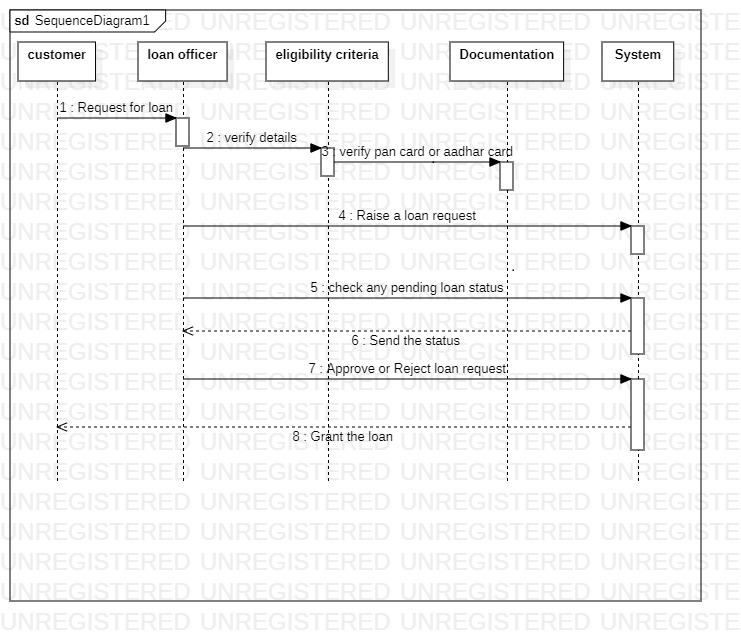 sd SequenceDiagram1
customer
loan officer
eligibility criteria
Documentation
System
1 : Request for loan
2 : verify details
3 : verify pan card or aadhar card
4 : Raise a loan request
5 : check any pending loan status
6 : Send the status
7 : Approve or Reject loan request
8 : Grant the loan
UNREGISTERED UNREGISTERED UNREGISTERED UNREGISTERED